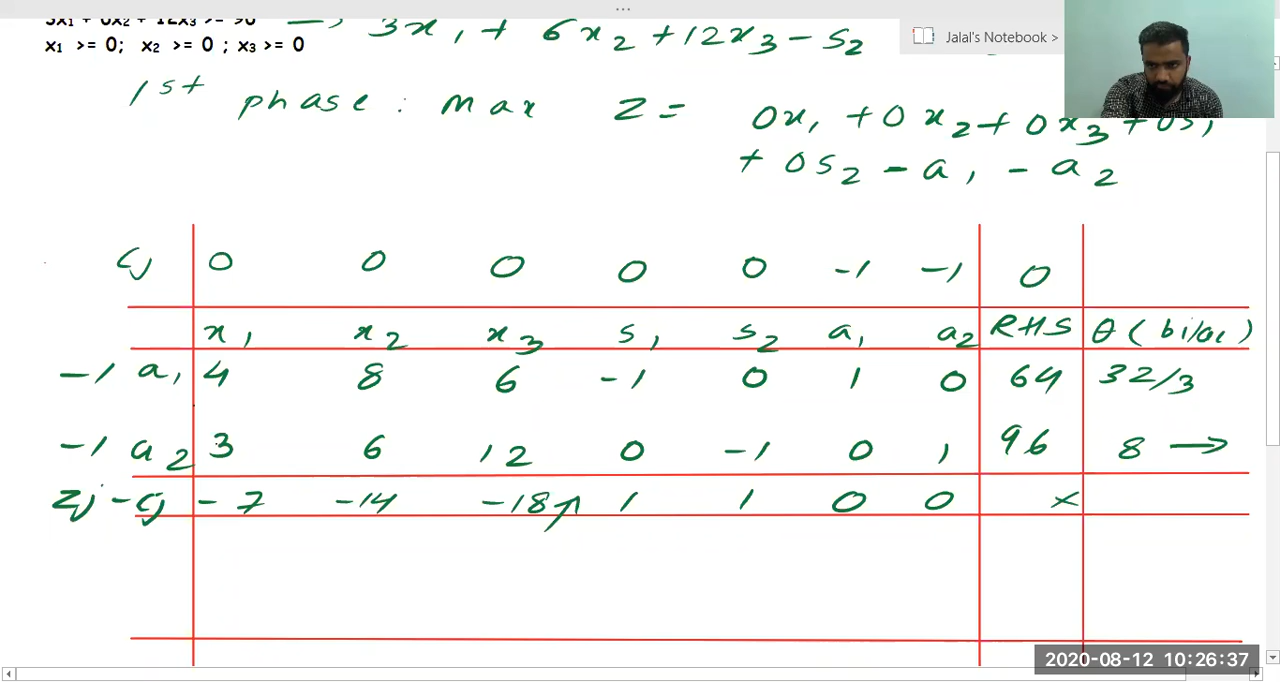 ...
Jalal's Notebook >
3x1 + 6x2 + 12x3 >= 96 → 3x1 + 6x2 + 12x3 - s2
x1 >= 0; x2 >= 0 ; x3 >= 0
1st phase : Max Z = 0x1 + 0x2 + 0x3 + 0s1
+ 0s2 - a1 - a2
Cj 0 0 0 0 0 -1 -1 0
x1 x2 x3 s1 s2 a1 a2 RHS θ (bi/ac)
-1 a1 4 8 6 -1 0 1 0 64 32/3
-1 a2 3 6 12 0 -1 0 1 96 8 →
Zj - Cj -7 -14 -18↑ 1 1 0 0 x
2020-08-12 10:26:37